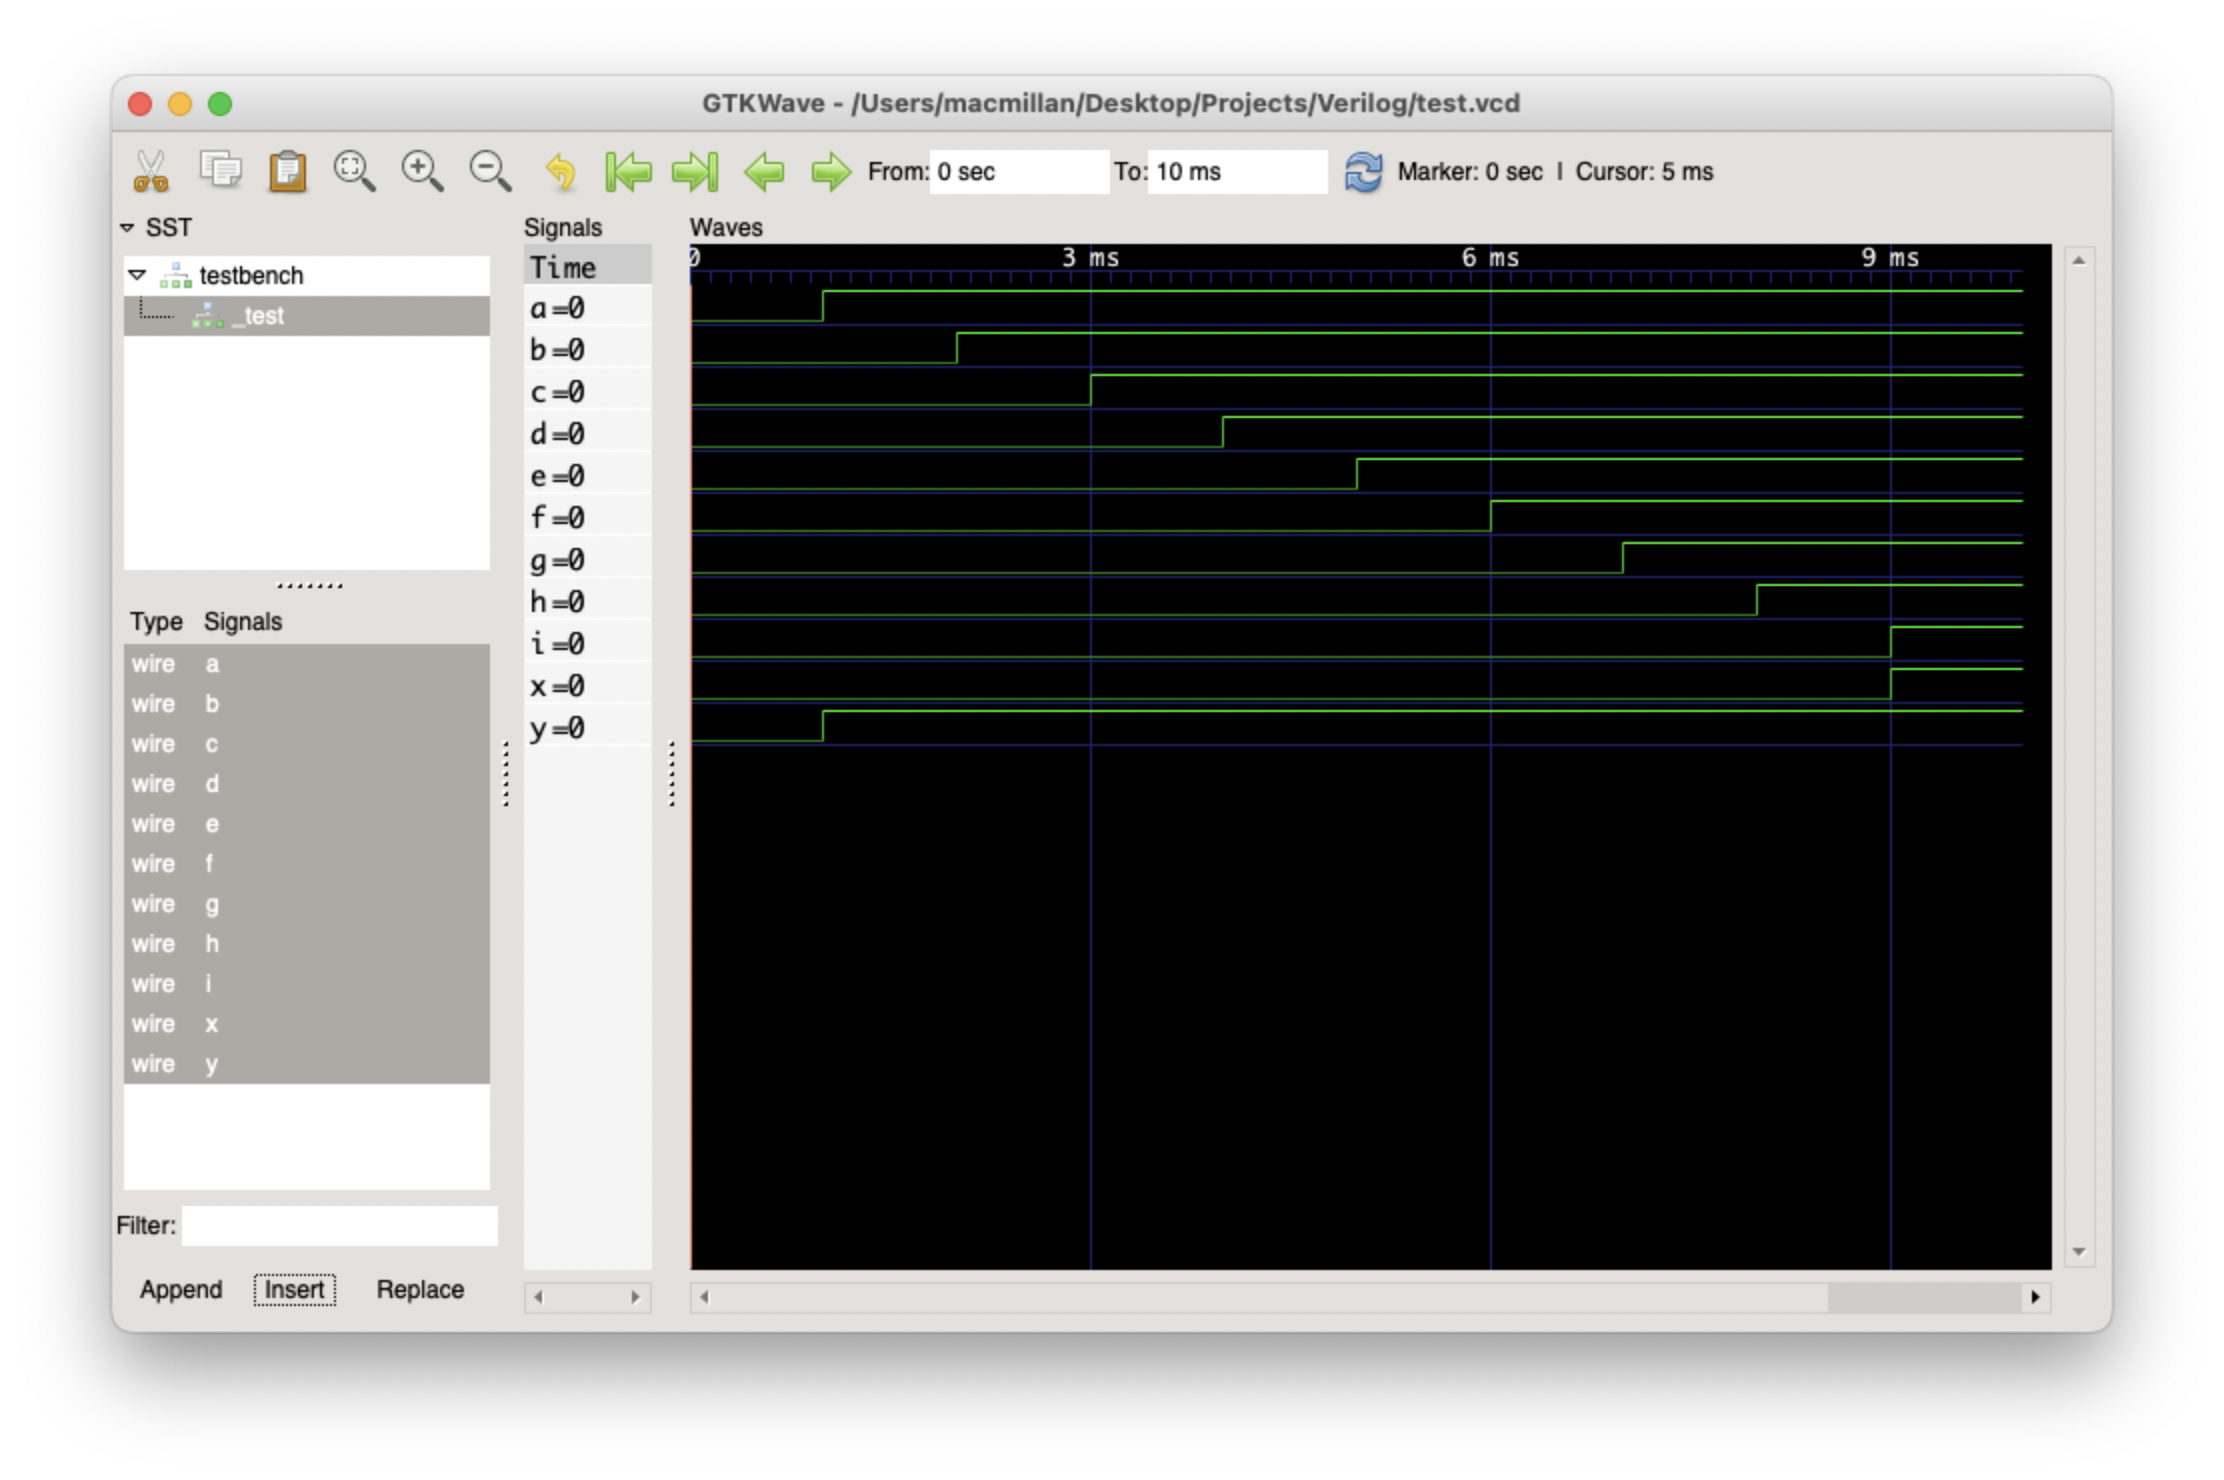 GTKWave - /Users/macmillan/Desktop/Projects/Verilog/test.vcd
From: 0 sec To: 10 ms Marker: 0 sec | Cursor: 5 ms
SST
testbench
_test
Type Signals
wire a
wire b
wire c
wire d
wire e
wire f
wire g
wire h
wire i
wire x
wire y
Filter:
Append Insert Replace
Signals
Time
a=0
b=0
c=0
d=0
e=0
f=0
g=0
h=0
i=0
x=0
y=0
Waves
0 3 ms 6 ms 9 ms